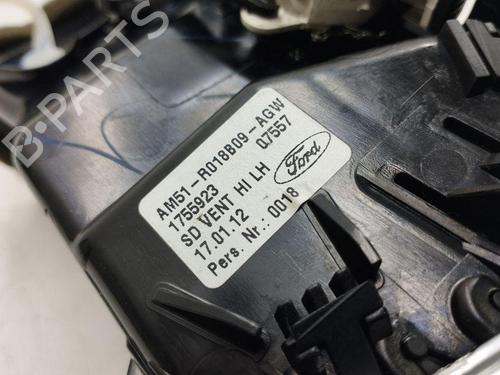 B-PARTS
AM51-R018B09-AGW
1755923 07557
SD VENT HI LH
17.01.12
Pers. Nr.: 0018
Ford